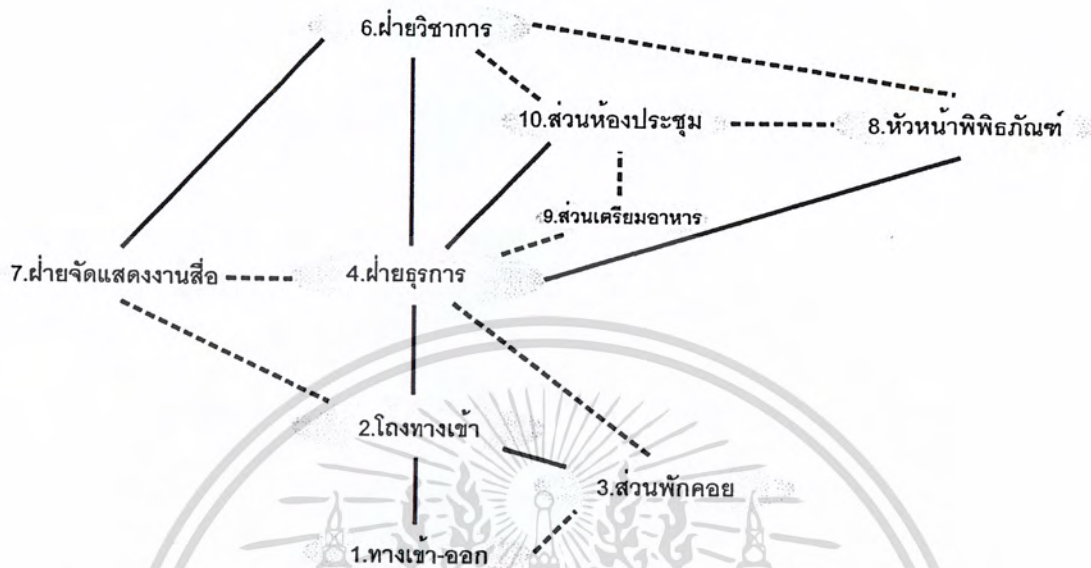 6.ฝ่ายวิชาการ
10.ส่วนห้องประชุม
8.หัวหน้าพิพิธภัณฑ์
9.ส่วนเตรียมอาหาร
7.ฝ่ายจัดแสดงงานสื่อ
4.ฝ่ายธุรการ
2.โถงทางเข้า
3.ส่วนพักคอย
1.ทางเข้า-ออก